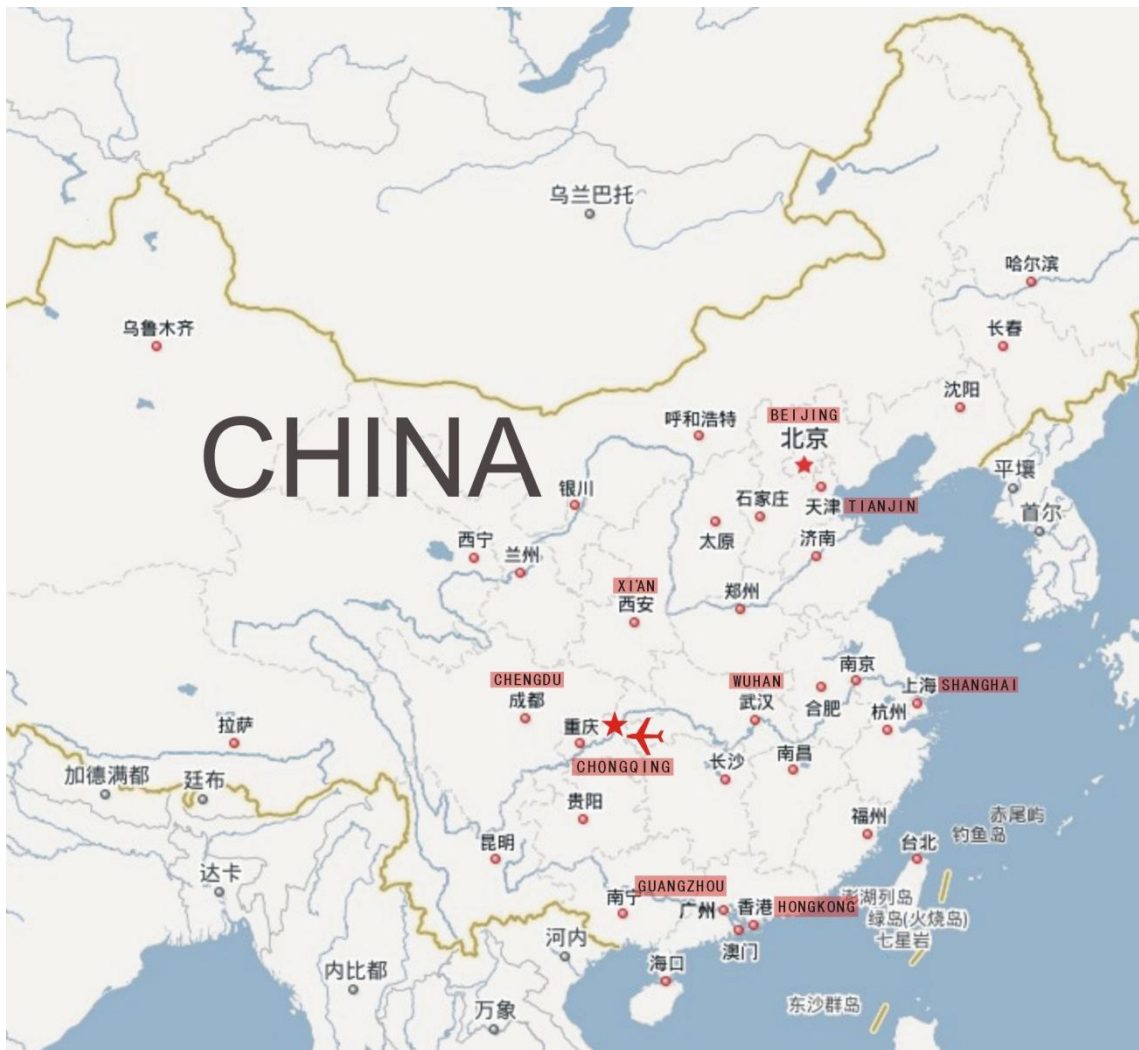 乌兰巴托
哈尔滨
乌鲁木齐
长春
沈阳
BEIJING
呼和浩特
北京
CHINA
平壤
银川
石家庄
天津 TIANJIN
首尔
太原
济南
西宁
兰州
XI'AN
西安
郑州
CHENGDU
成都
WUHAN
武汉
南京
上海 SHANGHAI
合肥
杭州
拉萨
重庆
CHONGQING
南昌
长沙
加德满都
廷布
贵阳
福州
赤尾屿
钓鱼岛
昆明
台北
达卡
GUANGZHOU
南宁
广州
香港 HONGKONG
澎湖列岛
绿岛(火烧岛)
七星岩
河内
澳门
海口
内比都
万象
东沙群岛